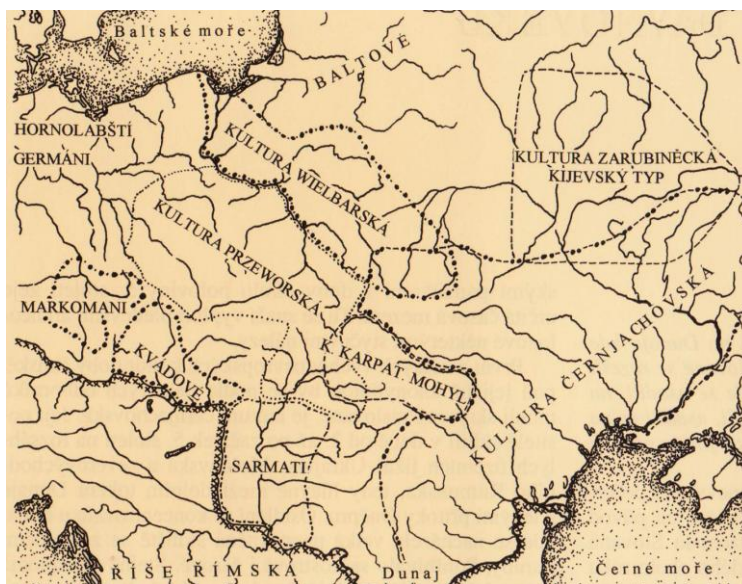 Baltské moře
BALTOVÉ
HORNOLABŠTÍ
GERMÁNI
KULTURA WIELBARSKÁ
KULTURA ZARUBINĚCKÁ
KIJEVSKÝ TYP
KULTURA PRZEWORSKÁ
MARKOMANI
KVÁDOVÉ
K. KARPAT MOHYL
KULTURA ČERNJACHOVSKÁ
SARMATI
ŘÍŠE ŘÍMSKÁ
Dunaj
Černé moře